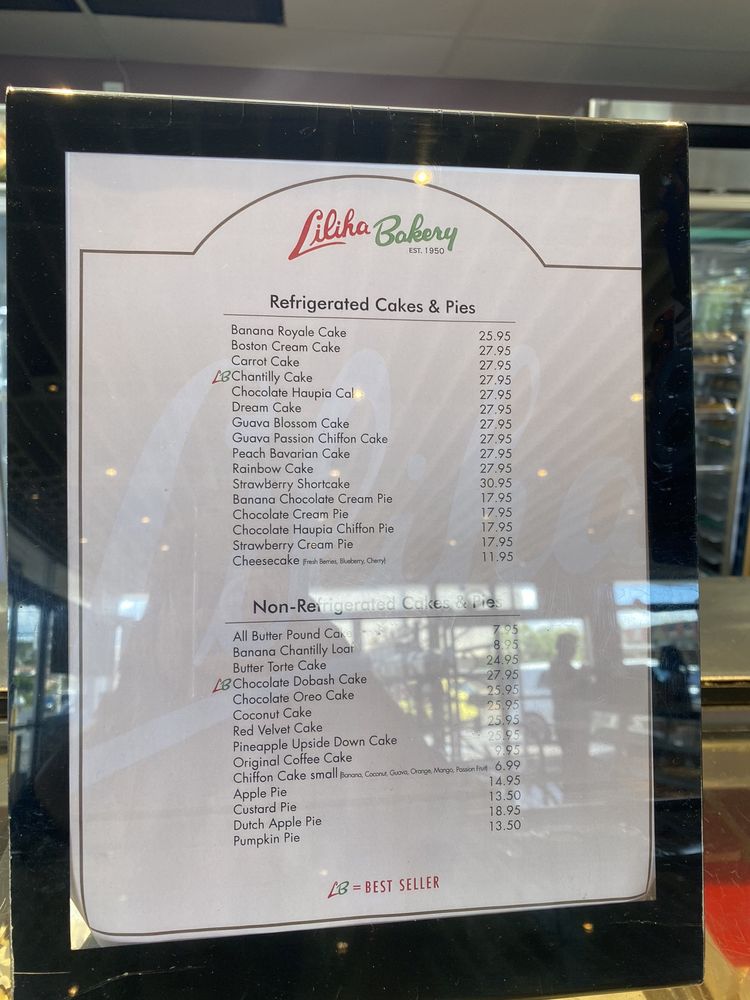 Liliha Bakery
EST. 1950
Refrigerated Cakes & Pies
Banana Royale Cake 25.95
Boston Cream Cake 27.95
Carrot Cake 27.95
LB Chantilly Cake 27.95
Chocolate Haupia Cake 27.95
Dream Cake 27.95
Guava Blossom Cake 27.95
Guava Passion Chiffon Cake 27.95
Peach Bavarian Cake 27.95
Rainbow Cake 27.95
Strawberry Shortcake 30.95
Banana Chocolate Cream Pie 17.95
Chocolate Cream Pie 17.95
Chocolate Haupia Chiffon Pie 17.95
Strawberry Cream Pie 17.95
Cheesecake (Fresh Berries, Blueberry, Cherry) 11.95
Non-Refrigerated Cakes & Pies
All Butter Pound Cake 7.95
Banana Chantilly Loaf 8.95
Butter Torte Cake 24.95
LB Chocolate Dobash Cake 27.95
Chocolate Oreo Cake 25.95
Coconut Cake 25.95
Red Velvet Cake 25.95
Pineapple Upside Down Cake 25.95
Original Coffee Cake 9.95
Chiffon Cake small (Banana, Coconut, Guava, Orange, Mango, Passion Fruit) 6.99
Apple Pie 14.95
Custard Pie 13.50
Dutch Apple Pie 18.95
Pumpkin Pie 13.50
LB = BEST SELLER